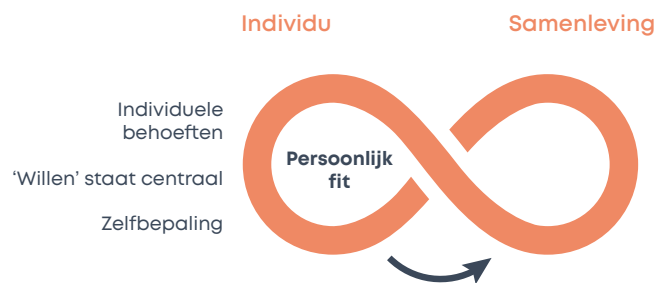 Individu
Samenleving
Individuele
behoeften
'Willen' staat centraal
Zelfbepaling
Persoonlijk
fit